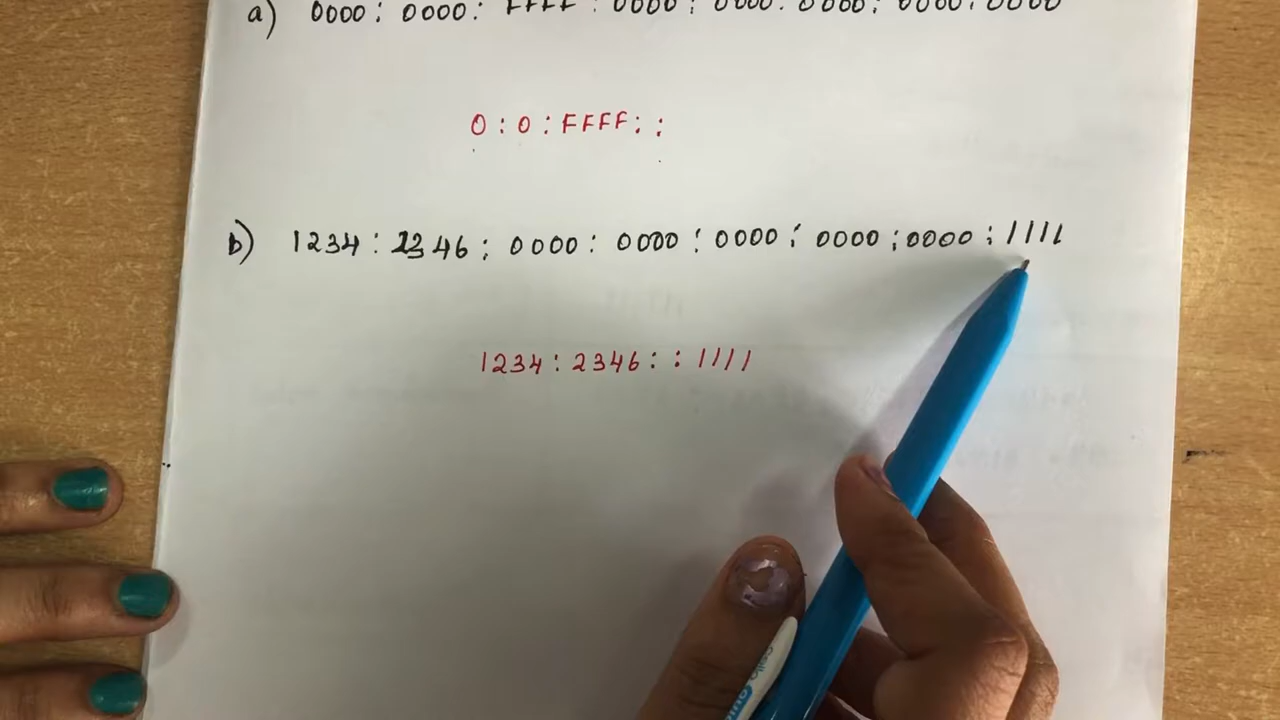 a) 0000 : 0000 : FFFF : 0000 : 0000 : 0000 : 0000 : 0000
0 : 0 : FFFF : :
b) 1234 : 2346 : 0000 : 0000 : 0000 : 0000 : 0000 : 1111
1234 : 2346 : : 1111
cello